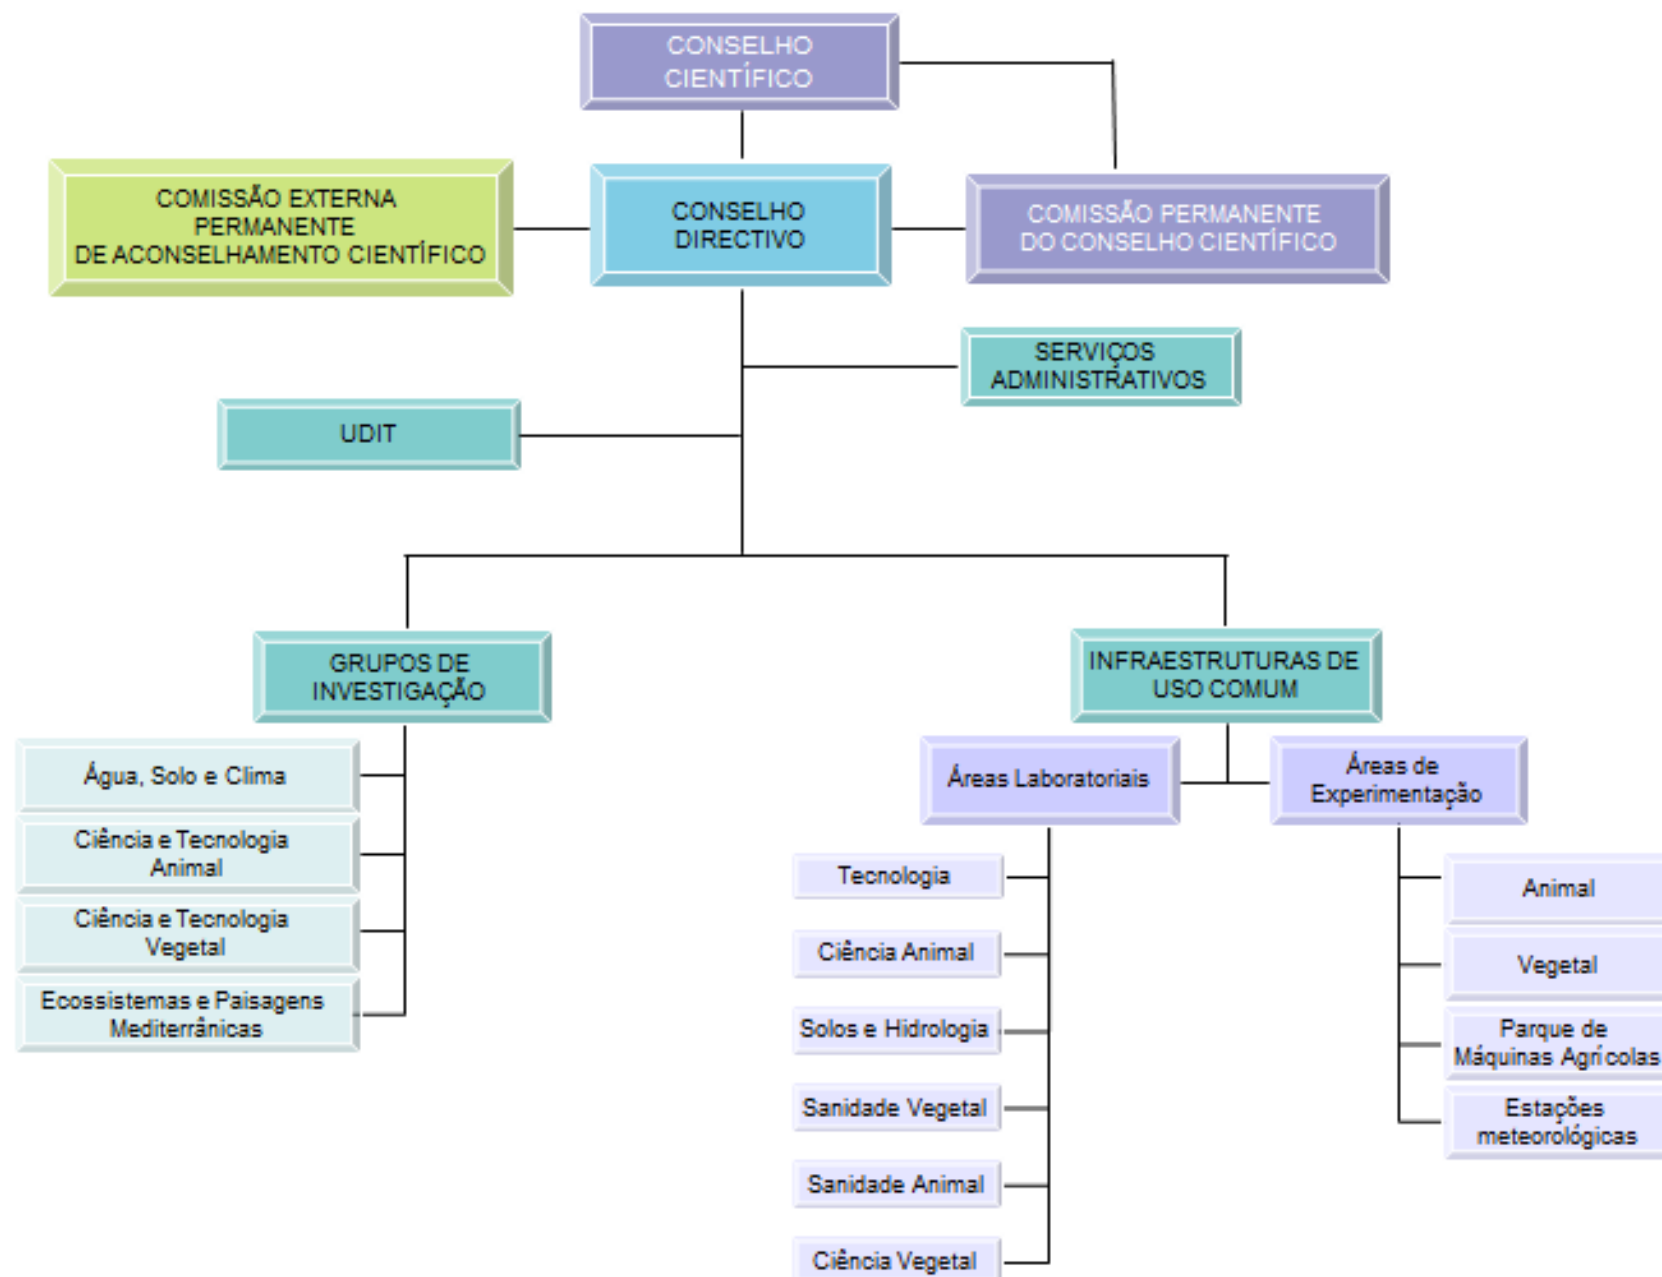 CONSELHO
CIENTÍFICO
COMISSÃO EXTERNA
PERMANENTE
DE ACONSELHAMENTO CIENTÍFICO
CONSELHO
DIRECTIVO
COMISSÃO PERMANENTE
DO CONSELHO CIENTÍFICO
SERVIÇOS
ADMINISTRATIVOS
UDIT
GRUPOS DE
INVESTIGAÇÃO
INFRAESTRUTURAS DE
USO COMUM
Água, Solo e Clima
Ciência e Tecnologia
Animal
Ciência e Tecnologia
Vegetal
Ecossistemas e Paisagens
Mediterrânicas
Áreas Laboratoriais
Tecnologia
Ciência Animal
Solos e Hidrologia
Sanidade Vegetal
Sanidade Animal
Ciência Vegetal
Áreas de
Experimentação
Animal
Vegetal
Parque de
Máquinas Agrícolas
Estações
meteorológicas